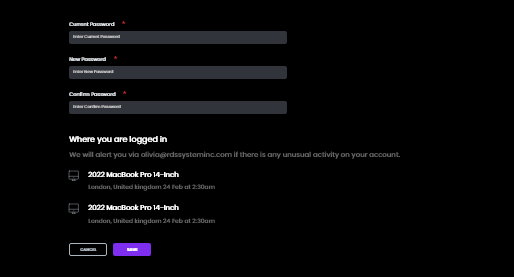 Current Password *
Enter Current Password
New Password *
Enter New Password
Confirm Password *
Enter Confirm Password
Where you are logged in
We will alert you via olivia@rdssysteminc.com if there is any unusual activity on your account.
2022 MacBook Pro 14-Inch
London, United kingdom 24 Feb at 2:30am
2022 MacBook Pro 14-Inch
London, United kingdom 24 Feb at 2:30am
CANCEL
SAVE